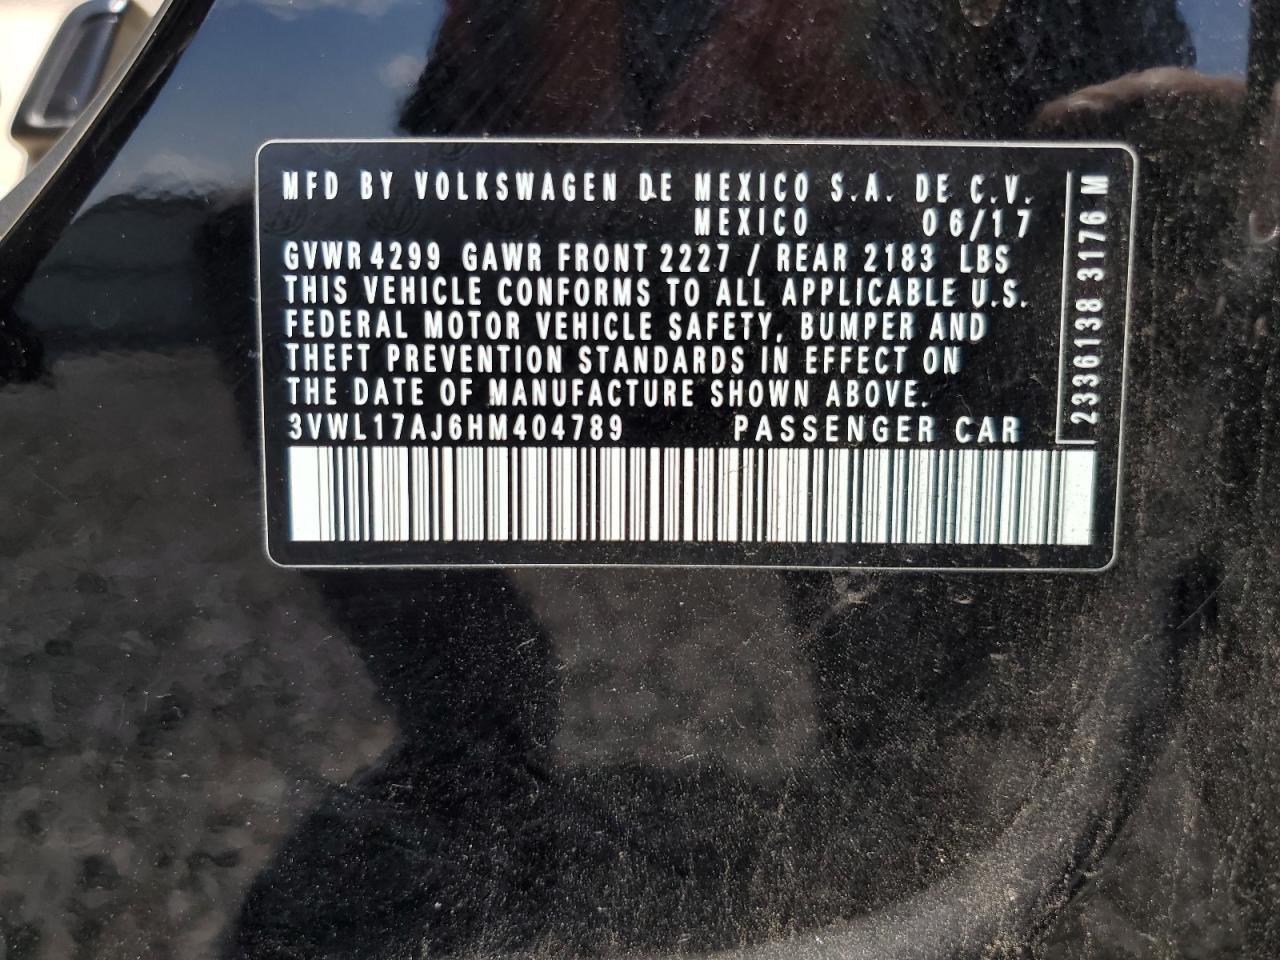 MFD BY VOLKSWAGEN DE MEXICO S.A. DE C.V.
MEXICO 06/17
GVWR 4299 GAWR FRONT 2227 / REAR 2183 LBS
THIS VEHICLE CONFORMS TO ALL APPLICABLE U.S.
FEDERAL MOTOR VEHICLE SAFETY, BUMPER AND
THEFT PREVENTION STANDARDS IN EFFECT ON
THE DATE OF MANUFACTURE SHOWN ABOVE.
3VWL17AJ6HM404789 PASSENGER CAR
2336138 3176 M